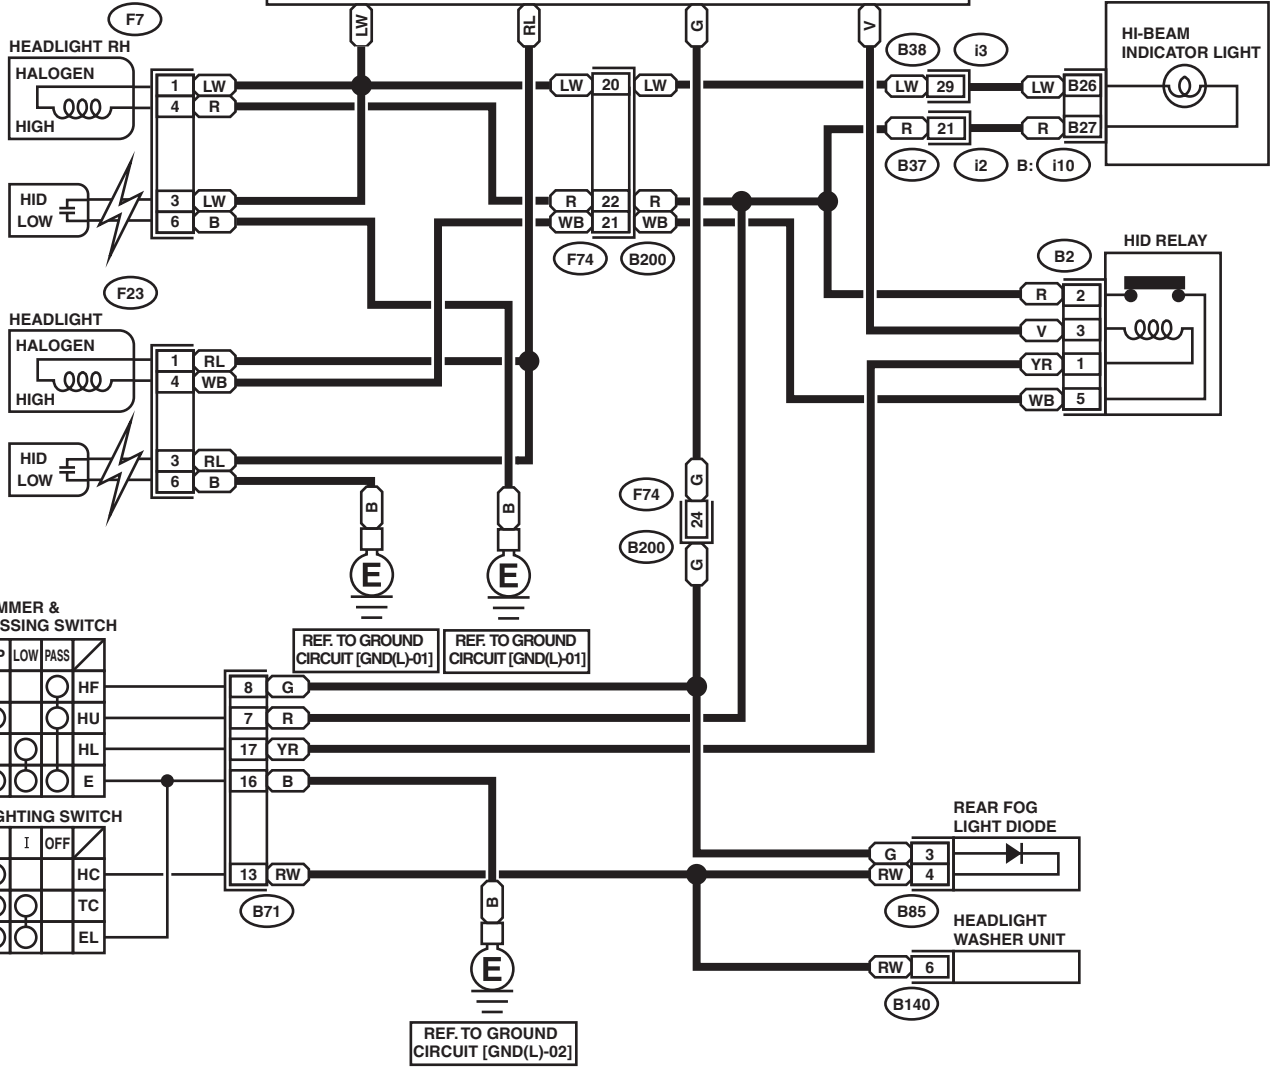 LW
RL
G
V
F7
HEADLIGHT RH
HALOGEN
HIGH
1 LW
4 R
HID
LOW
3 LW
6 B
LW 20 LW
R 22 R
WB 21 WB
F74 B200
B38 i3
LW 29 LW B26
R 21 R B27
B37 i2 B: i10
HI-BEAM
INDICATOR LIGHT
F23
HEADLIGHT
HALOGEN
HIGH
1 RL
4 WB
HID
LOW
3 RL
6 B
B2
HID RELAY
R 2
V 3
YR 1
WB 5
B
B
E
E
REF. TO GROUND
CIRCUIT [GND(L)-01]
REF. TO GROUND
CIRCUIT [GND(L)-01]
G
F74
24
B200
G
MMER &
SSING SWITCH
P LOW PASS
HF
HU
HL
E
8 G
7 R
17 YR
16 B
13 RW
B71
GHTING SWITCH
I OFF
HC
TC
EL
B
E
REF. TO GROUND
CIRCUIT [GND(L)-02]
REAR FOG
LIGHT DIODE
G 3
RW 4
B85
HEADLIGHT
WASHER UNIT
RW 6
B140